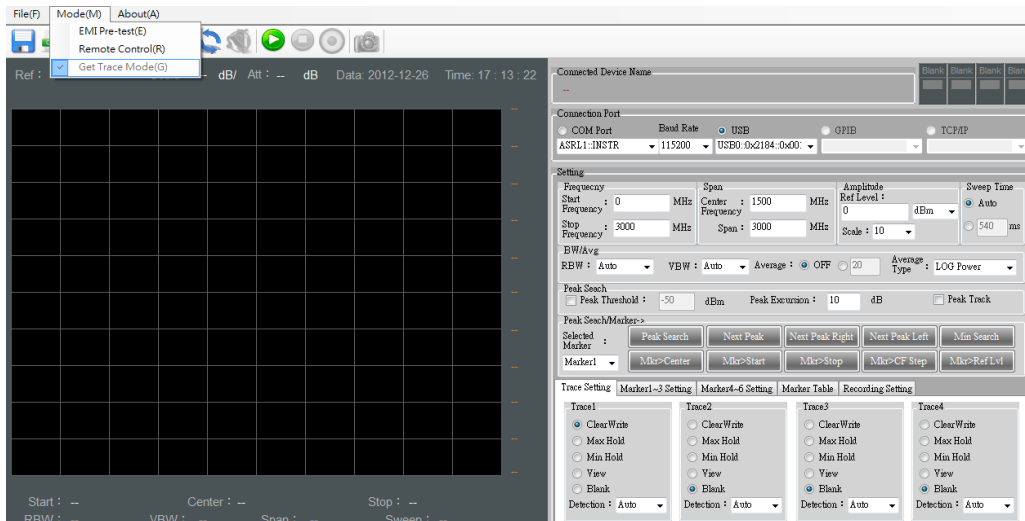 File(F) Mode(M) About(A)
EMI Pre-test(E)
Remote Control(R)
Get Trace Mode(G)
Ref : -- dB/ Att : -- dB Data: 2012-12-26 Time: 17 : 13 : 22
Connected Device Name
--
Blank Blank Blank Blan
Connection Port
COM Port Baud Rate USB GPIB TCP/IP
ASRL1::INSTR 115200 USB0::0x2184::0x00:
Setting
Frequecny Span Amplitude Sweep Time
Start Frequency : 0 MHz Center Frequency : 1500 MHz Ref Level : 0 dBm Auto
Stop Frequency : 3000 MHz Span : 3000 MHz Scale : 10 540 ms
BW/Avg
RBW : Auto VBW : Auto Average : OFF 20 Average Type : LOG Power
Peak Seach
Peak Threshold : -50 dBm Peak Excursion : 10 dB Peak Track
Peak Seach/Marker->
Selected Marker : Peak Search Next Peak Next Peak Right Next Peak Left Min Search
Marker1 Mkr>Center Mkr>Start Mkr>Stop Mkr>CF Step Mkr>Ref Lvl
Trace Setting Marker1~3 Setting Marker4~6 Setting Marker Table Recording Setting
Trace1 Trace2 Trace3 Trace4
ClearWrite ClearWrite ClearWrite ClearWrite
Max Hold Max Hold Max Hold Max Hold
Min Hold Min Hold Min Hold Min Hold
View View View View
Blank Blank Blank Blank
Detection : Auto Detection : Auto Detection : Auto Detection : Auto
Start : -- Center : -- Stop : --
RBW : -- VBW : -- Span : -- Sweep : --